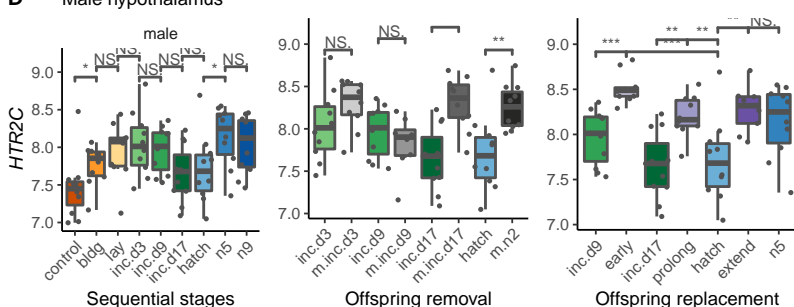 D Male hypothalamus
male
HTR2C
9.0
8.5
8.0
7.5
7.0
* NS. NS. NS. NS. NS. * NS.
control bldg lay inc.d3 inc.d9 inc.d17 hatch n5 n9
Sequential stages
9.0
8.5
8.0
7.5
7.0
NS. NS. **
inc.d3 m.inc.d3 inc.d9 m.inc.d9 inc.d17 m.inc.d17 hatch m.n2
Offspring removal
9.0
8.0
7.0
*** ** *** ** ** NS.
inc.d9 early inc.d17 prolong hatch extend n5
Offspring replacement